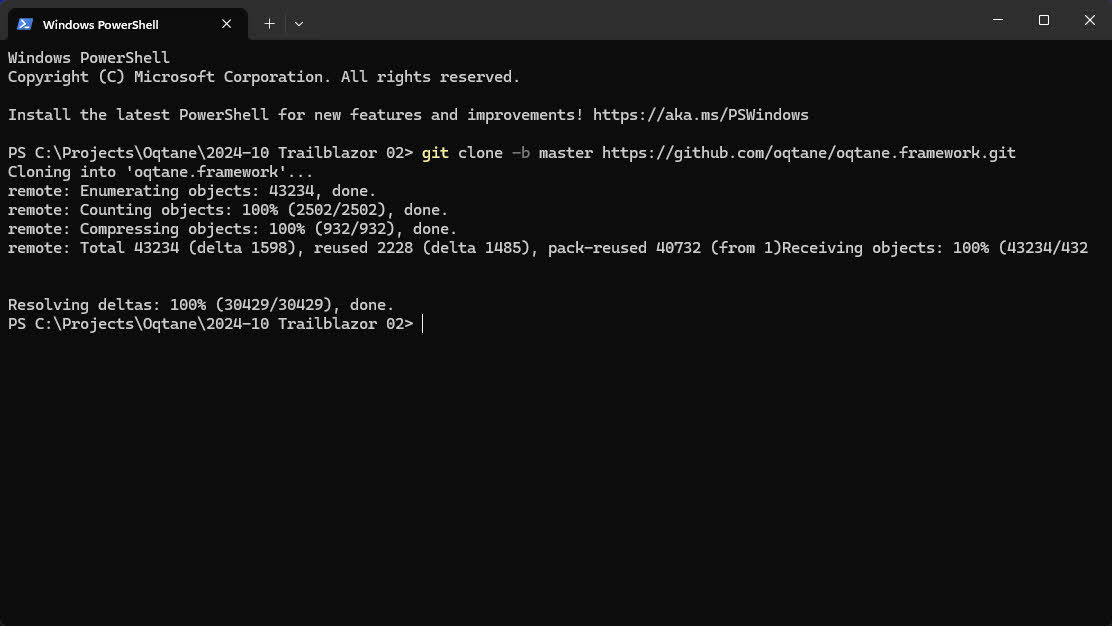 Windows PowerShell
Windows PowerShell
Copyright (C) Microsoft Corporation. All rights reserved.
Install the latest PowerShell for new features and improvements! https://aka.ms/PSWindows
PS C:\Projects\Oqtane\2024-10 Trailblazor 02> git clone -b master https://github.com/oqtane/oqtane.framework.git
Cloning into 'oqtane.framework'...
remote: Enumerating objects: 43234, done.
remote: Counting objects: 100% (2502/2502), done.
remote: Compressing objects: 100% (932/932), done.
remote: Total 43234 (delta 1598), reused 2228 (delta 1485), pack-reused 40732 (from 1)Receiving objects: 100% (43234/432
Resolving deltas: 100% (30429/30429), done.
PS C:\Projects\Oqtane\2024-10 Trailblazor 02>